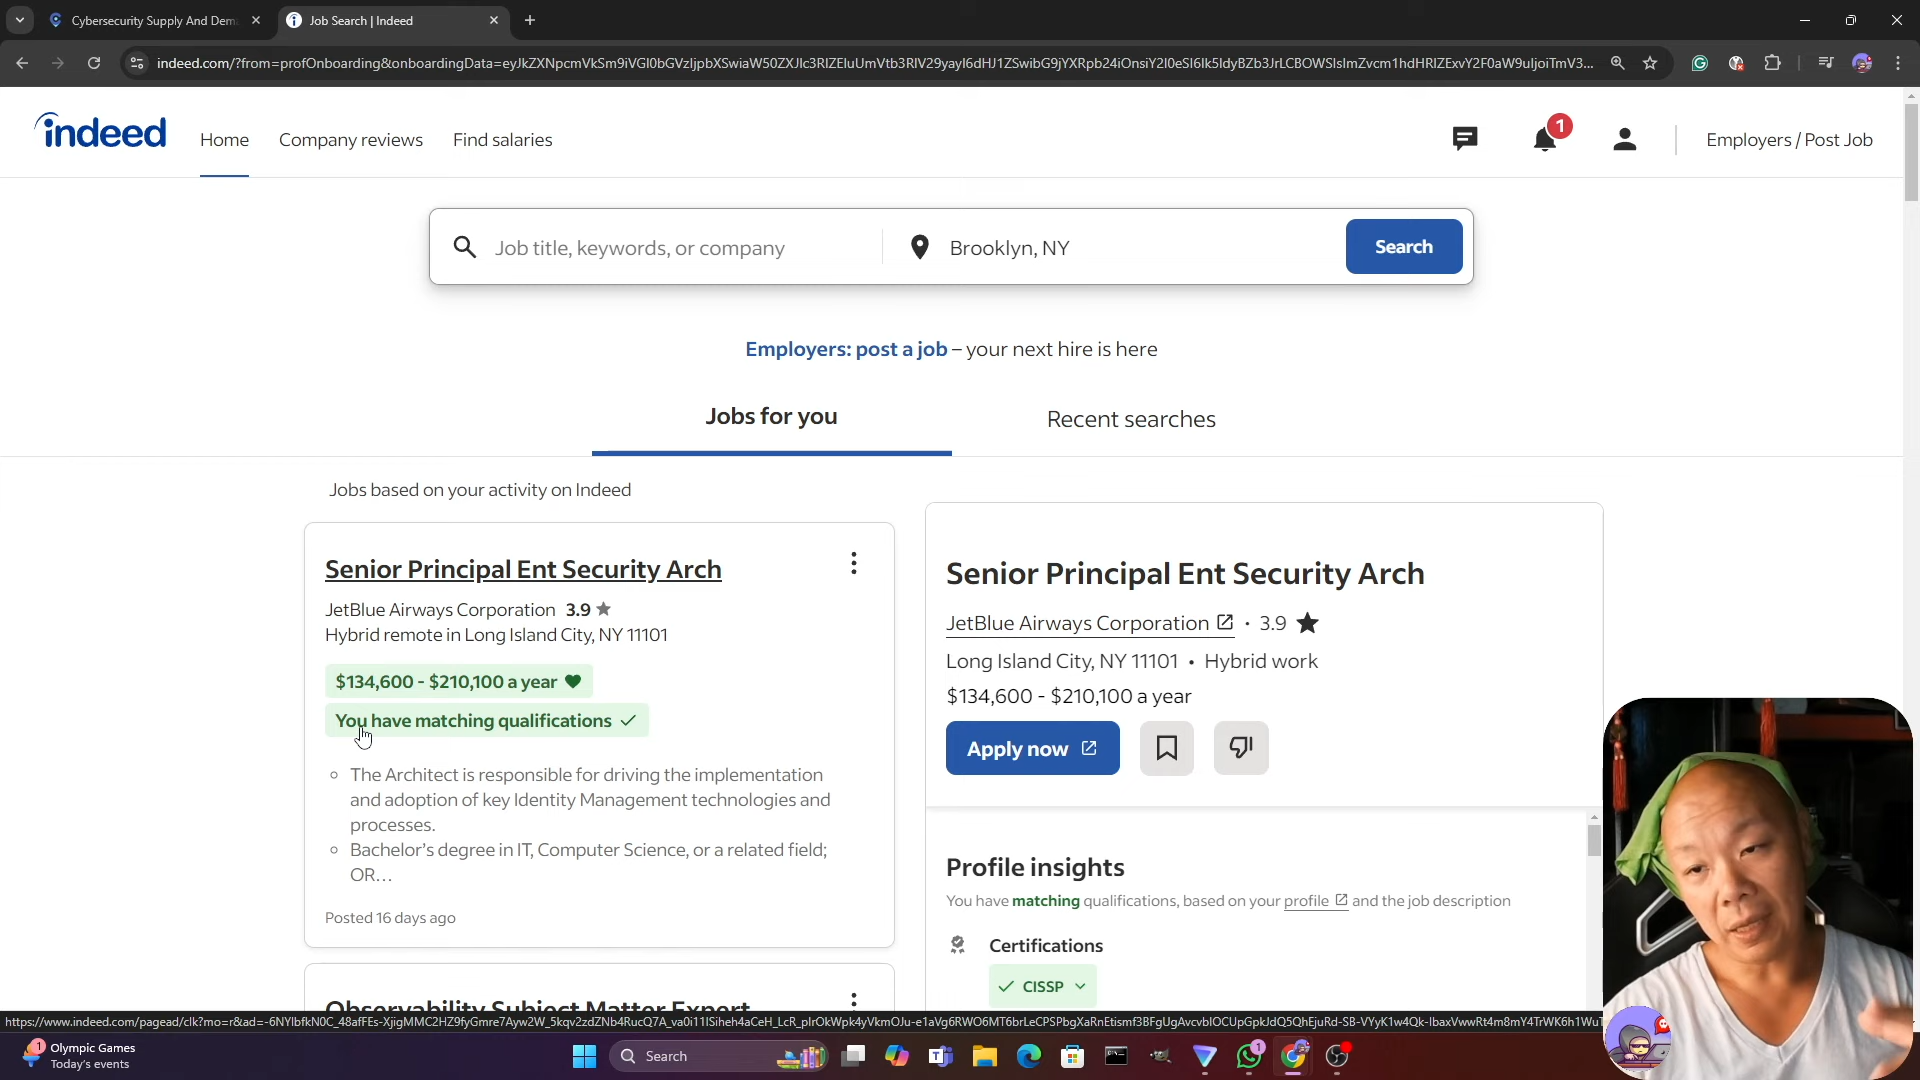 Cybersecurity Supply And Dem
Job Search | Indeed
indeed
Home
Company reviews
Find salaries
1
Employers / Post Job
Job title, keywords, or company
Brooklyn, NY
Search
Employers: post a job – your next hire is here
Jobs for you
Recent searches
Jobs based on your activity on Indeed
Senior Principal Ent Security Arch
JetBlue Airways Corporation 3.9
Hybrid remote in Long Island City, NY 11101
$134,600 - $210,100 a year
You have matching qualifications
The Architect is responsible for driving the implementation
and adoption of key Identity Management technologies and
processes.
Bachelor's degree in IT, Computer Science, or a related field;
OR...
Posted 16 days ago
Senior Principal Ent Security Arch
JetBlue Airways Corporation • 3.9
Long Island City, NY 11101 • Hybrid work
$134,600 - $210,100 a year
Apply now
Profile insights
You have matching qualifications, based on your profile and the job description
Certifications
CISSP
Observability Subject Matter Expert
1
Olympic Games
Today's events
Search
1